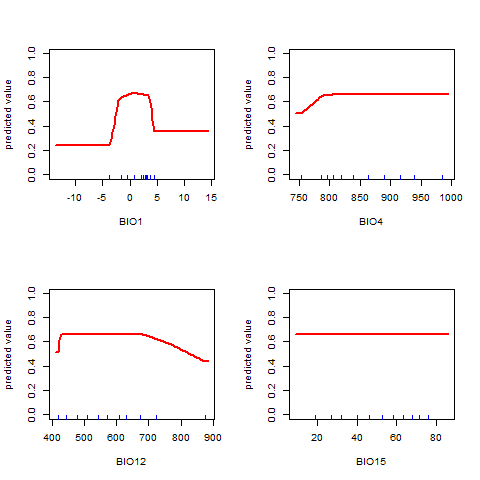 predicted value
0.0 0.2 0.4 0.6 0.8 1.0
-10 -5 0 5 10 15
BIO1
predicted value
0.0 0.2 0.4 0.6 0.8 1.0
750 800 850 900 950 1000
BIO4
predicted value
0.0 0.2 0.4 0.6 0.8 1.0
400 500 600 700 800 900
BIO12
predicted value
0.0 0.2 0.4 0.6 0.8 1.0
20 40 60 80
BIO15